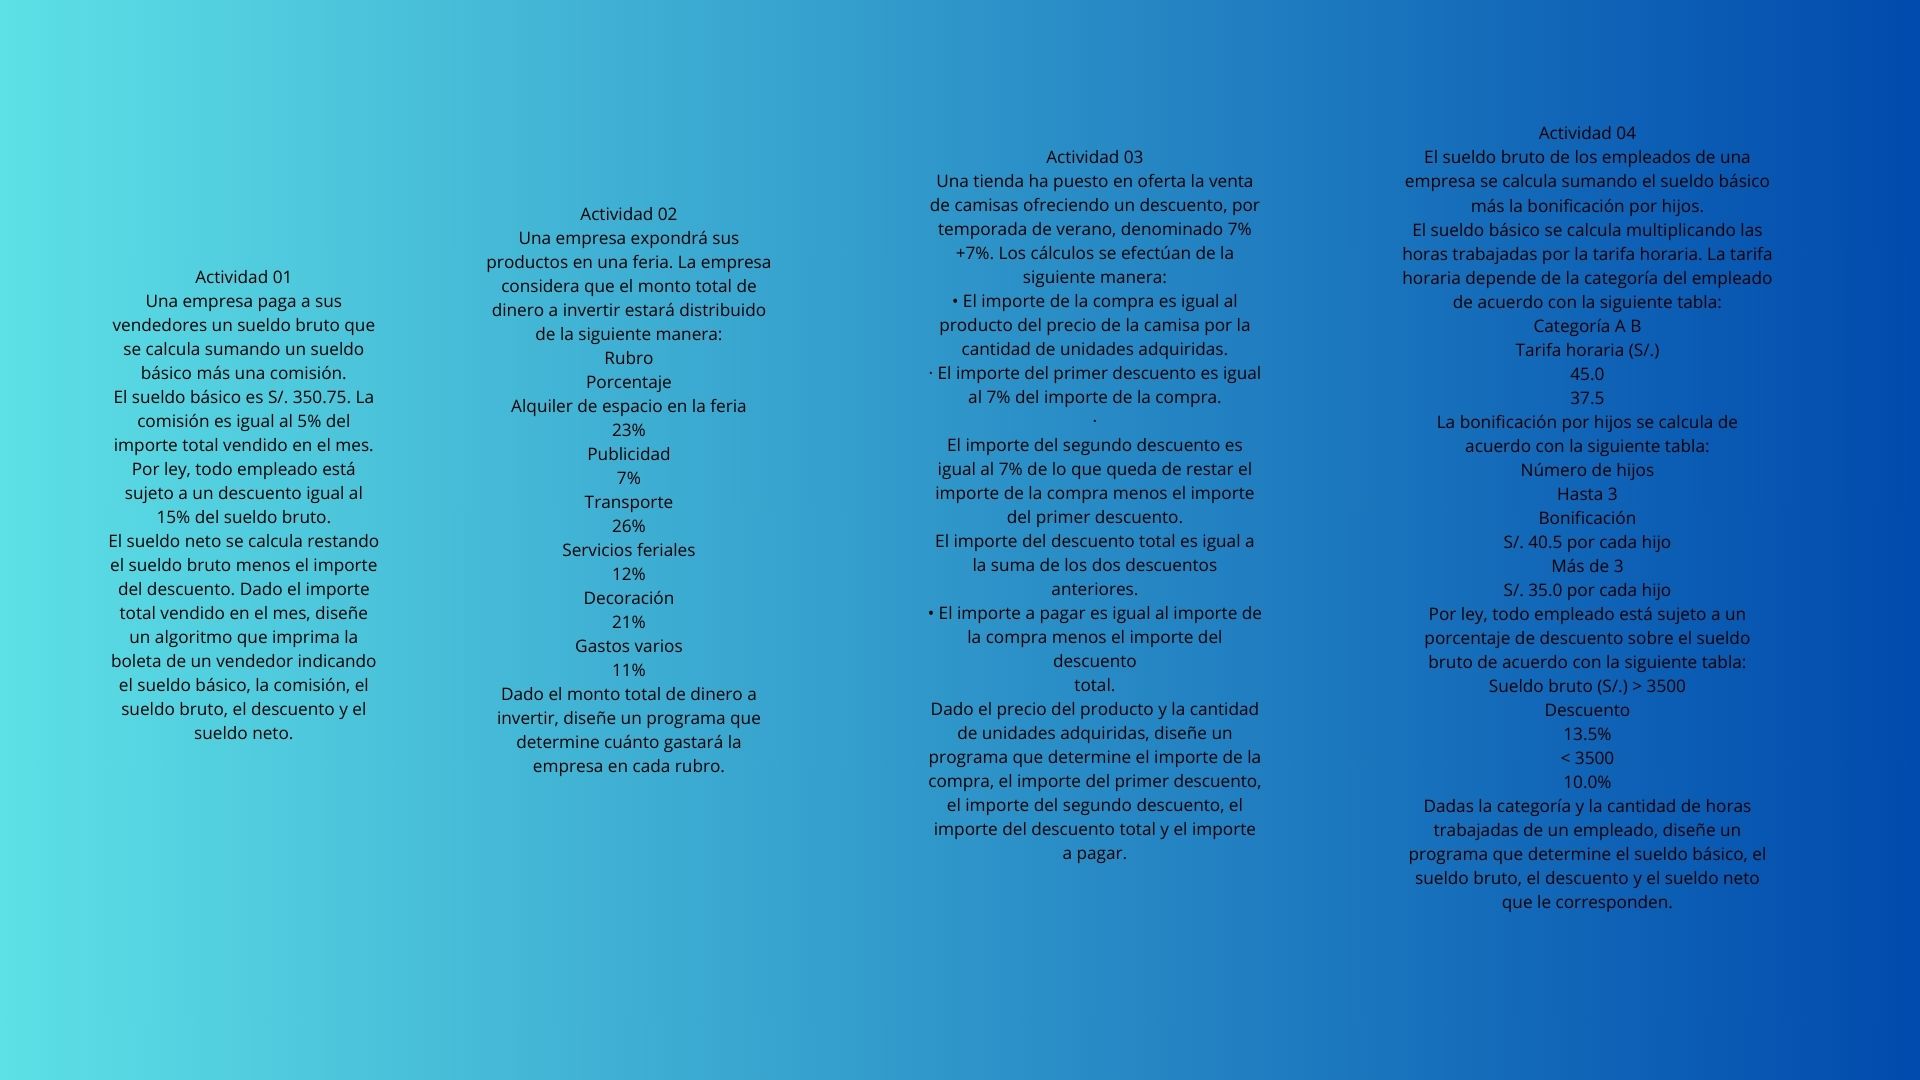 Actividad 01
Una empresa paga a sus
vendedores un sueldo bruto que
se calcula sumando un sueldo
básico más una comisión.
El sueldo básico es S/. 350.75. La
comisión es igual al 5% del
importe total vendido en el mes.
Por ley, todo empleado está
sujeto a un descuento igual al
15% del sueldo bruto.
El sueldo neto se calcula restando
el sueldo bruto menos el importe
del descuento. Dado el importe
total vendido en el mes, diseñe
un algoritmo que imprima la
boleta de un vendedor indicando
el sueldo básico, la comisión, el
sueldo bruto, el descuento y el
sueldo neto.
Actividad 02
Una empresa expondrá sus
productos en una feria. La empresa
considera que el monto total de
dinero a invertir estará distribuido
de la siguiente manera:
Rubro
Porcentaje
Alquiler de espacio en la feria
23%
Publicidad
7%
Transporte
26%
Servicios feriales
12%
Decoración
21%
Gastos varios
11%
Dado el monto total de dinero a
invertir, diseñe un programa que
determine cuánto gastará la
empresa en cada rubro.
Actividad 03
Una tienda ha puesto en oferta la venta
de camisas ofreciendo un descuento, por
temporada de verano, denominado 7%
+7%. Los cálculos se efectúan de la
siguiente manera:
• El importe de la compra es igual al
producto del precio de la camisa por la
cantidad de unidades adquiridas.
· El importe del primer descuento es igual
al 7% del importe de la compra.
·
El importe del segundo descuento es
igual al 7% de lo que queda de restar el
importe de la compra menos el importe
del primer descuento.
El importe del descuento total es igual a
la suma de los dos descuentos
anteriores.
• El importe a pagar es igual al importe de
la compra menos el importe del
descuento
total.
Dado el precio del producto y la cantidad
de unidades adquiridas, diseñe un
programa que determine el importe de la
compra, el importe del primer descuento,
el importe del segundo descuento, el
importe del descuento total y el importe
a pagar.
Actividad 04
El sueldo bruto de los empleados de una
empresa se calcula sumando el sueldo básico
más la bonificación por hijos.
El sueldo básico se calcula multiplicando las
horas trabajadas por la tarifa horaria. La tarifa
horaria depende de la categoría del empleado
de acuerdo con la siguiente tabla:
Categoría A B
Tarifa horaria (S/.)
45.0
37.5
La bonificación por hijos se calcula de
acuerdo con la siguiente tabla:
Número de hijos
Hasta 3
Bonificación
S/. 40.5 por cada hijo
Más de 3
S/. 35.0 por cada hijo
Por ley, todo empleado está sujeto a un
porcentaje de descuento sobre el sueldo
bruto de acuerdo con la siguiente tabla:
Sueldo bruto (S/.) > 3500
Descuento
13.5%
< 3500
10.0%
Dadas la categoría y la cantidad de horas
trabajadas de un empleado, diseñe un
programa que determine el sueldo básico, el
sueldo bruto, el descuento y el sueldo neto
que le corresponden.